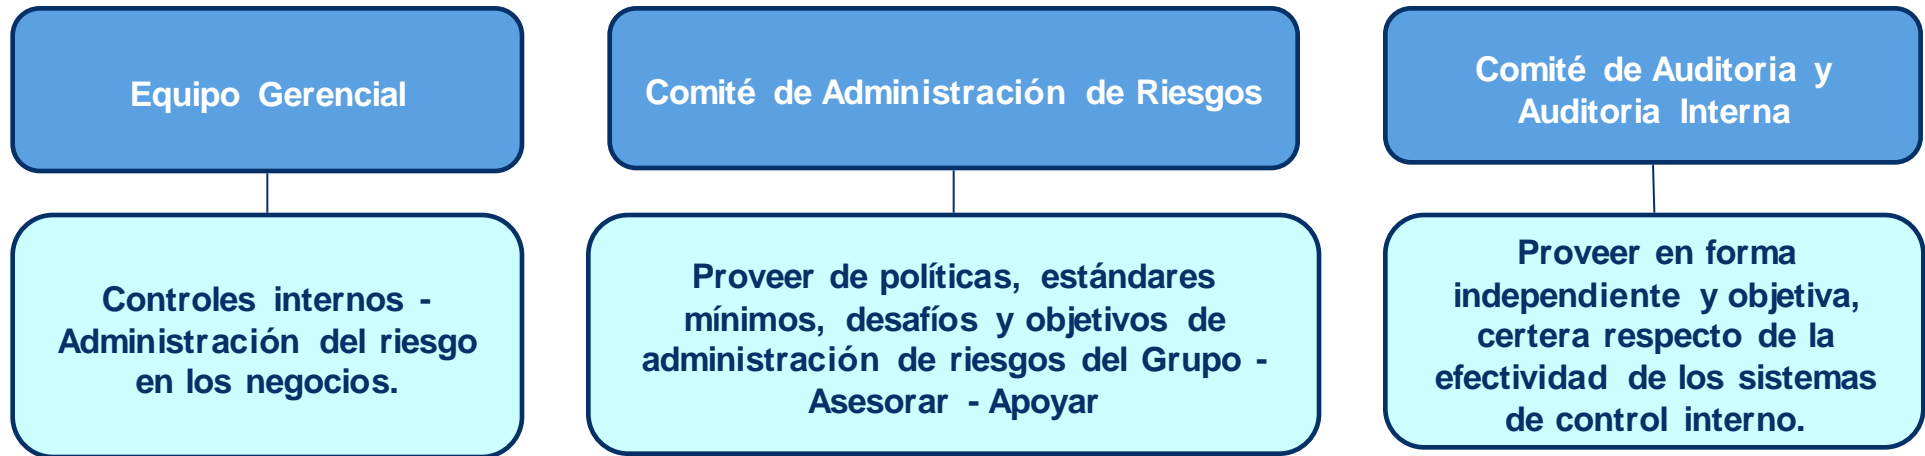 Equipo Gerencial
Comité de Administración de Riesgos
Comité de Auditoria y
Auditoria Interna
Controles internos -
Administración del riesgo
en los negocios.
Proveer de políticas, estándares
mínimos, desafíos y objetivos de
administración de riesgos del Grupo -
Asesorar - Apoyar
Proveer en forma
independiente y objetiva,
certera respecto de la
efectividad de los sistemas
de control interno.